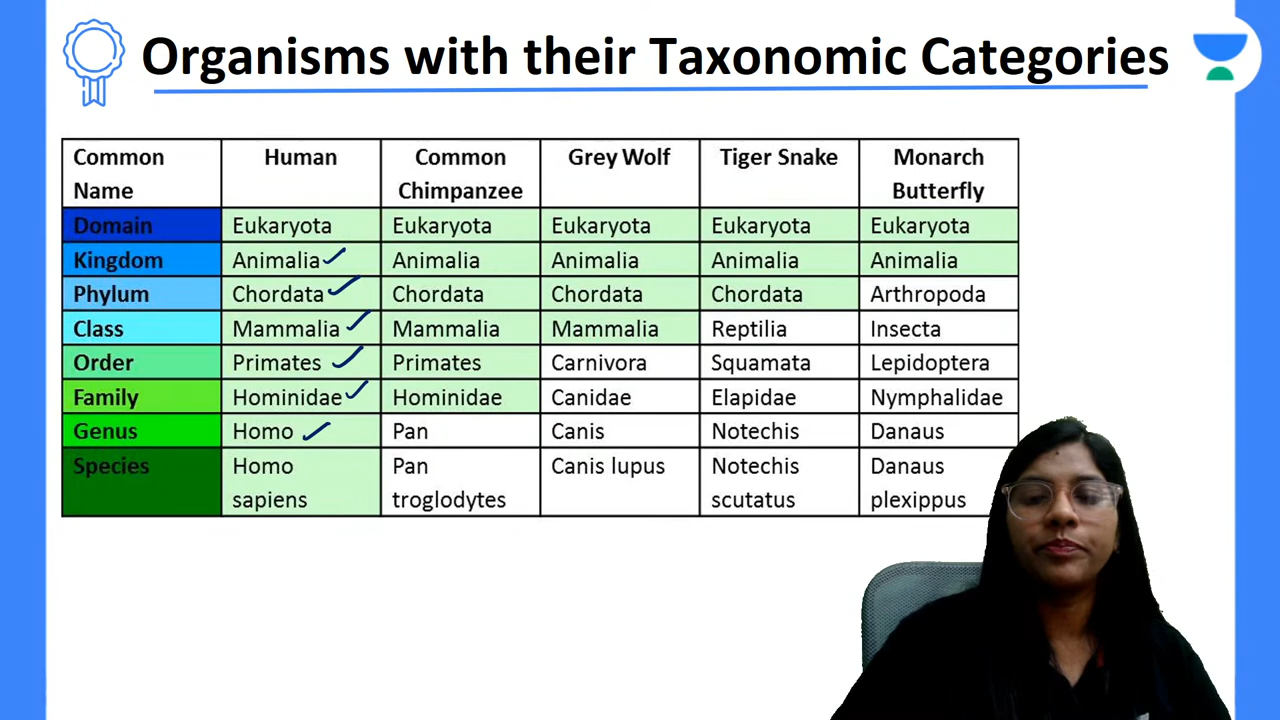 Organisms with their Taxonomic Categories
Common Name Human Common Chimpanzee Grey Wolf Tiger Snake Monarch Butterfly
Domain Eukaryota Eukaryota Eukaryota Eukaryota Eukaryota
Kingdom Animalia Animalia Animalia Animalia Animalia
Phylum Chordata Chordata Chordata Chordata Arthropoda
Class Mammalia Mammalia Mammalia Reptilia Insecta
Order Primates Primates Carnivora Squamata Lepidoptera
Family Hominidae Hominidae Canidae Elapidae Nymphalidae
Genus Homo Pan Canis Notechis Danaus
Species Homo sapiens Pan troglodytes Canis lupus Notechis scutatus Danaus plexippus